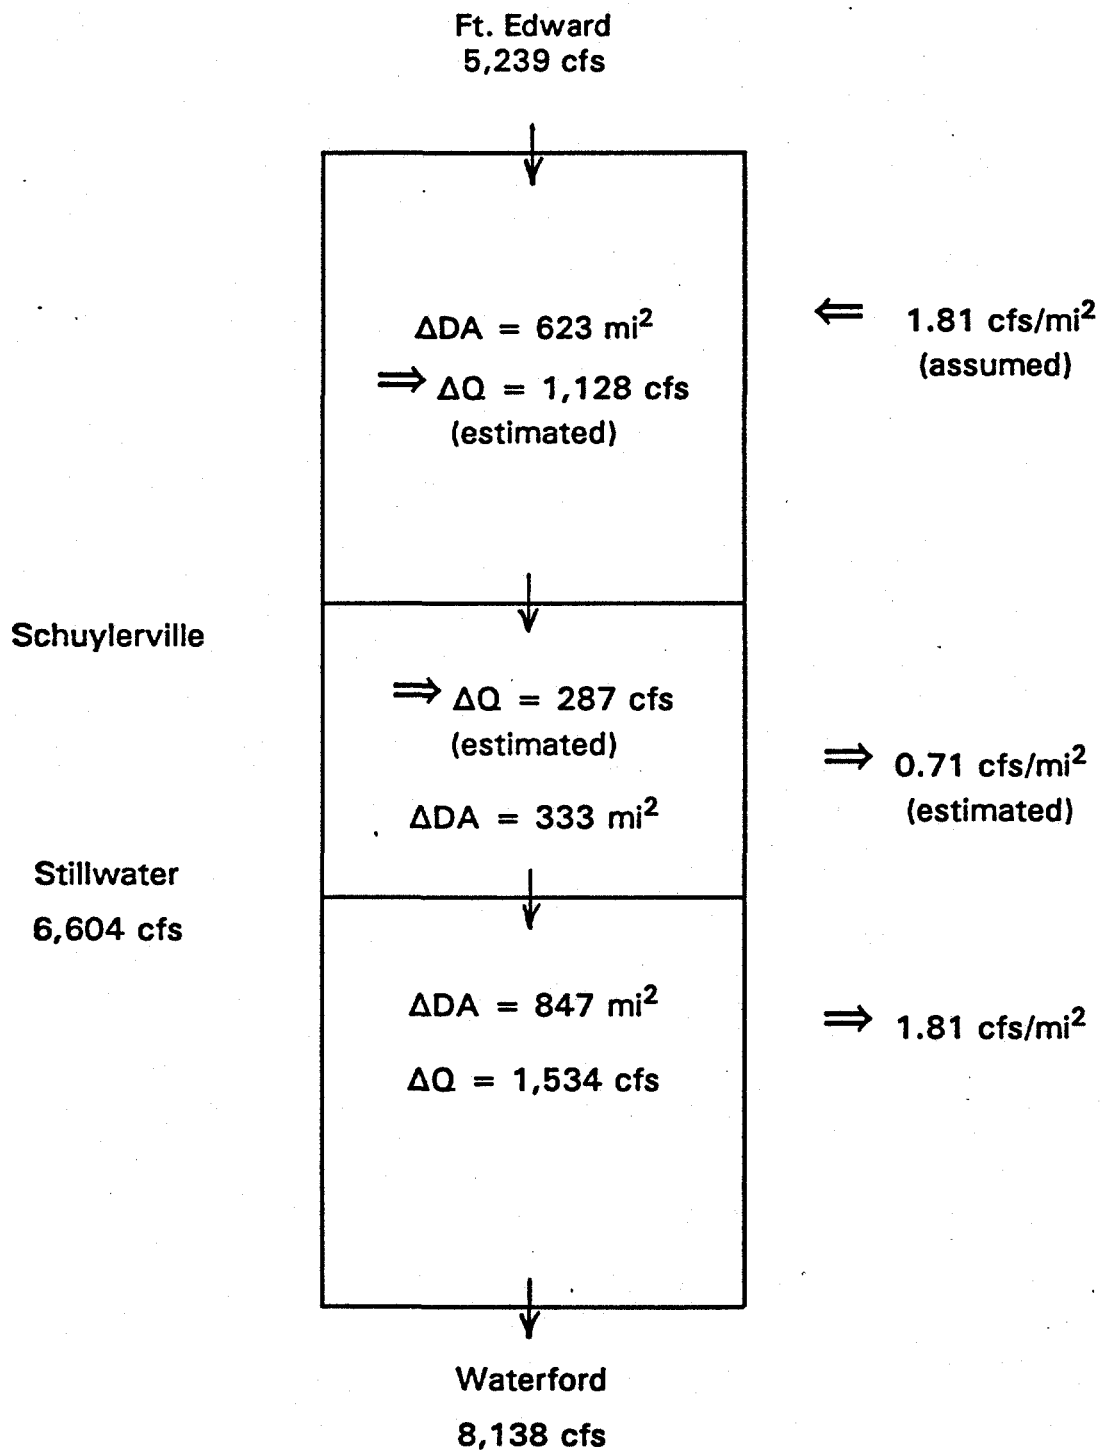 Ft. Edward
5,239 cfs
ΔDA = 623 mi²
⇐ 1.81 cfs/mi²
(assumed)
⇒ ΔQ = 1,128 cfs
(estimated)
Schuylerville
⇒ ΔQ = 287 cfs
(estimated)
⇒ 0.71 cfs/mi²
(estimated)
ΔDA = 333 mi²
Stillwater
6,604 cfs
ΔDA = 847 mi²
⇒ 1.81 cfs/mi²
ΔQ = 1,534 cfs
Waterford
8,138 cfs